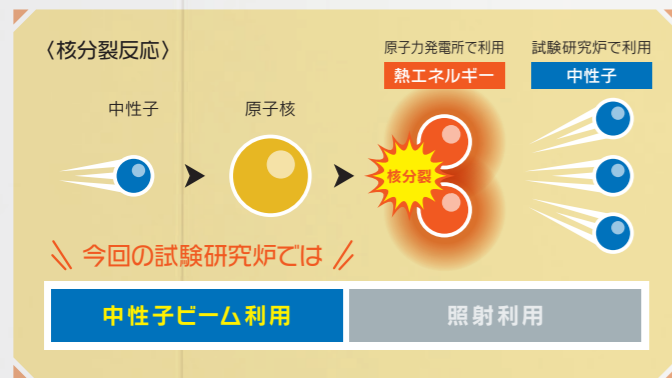 〈核分裂反応〉
原子力発電所で利用
試験研究炉で利用
熱エネルギー
中性子
中性子
原子核
核分裂
今回の試験研究炉では
中性子ビーム利用
照射利用